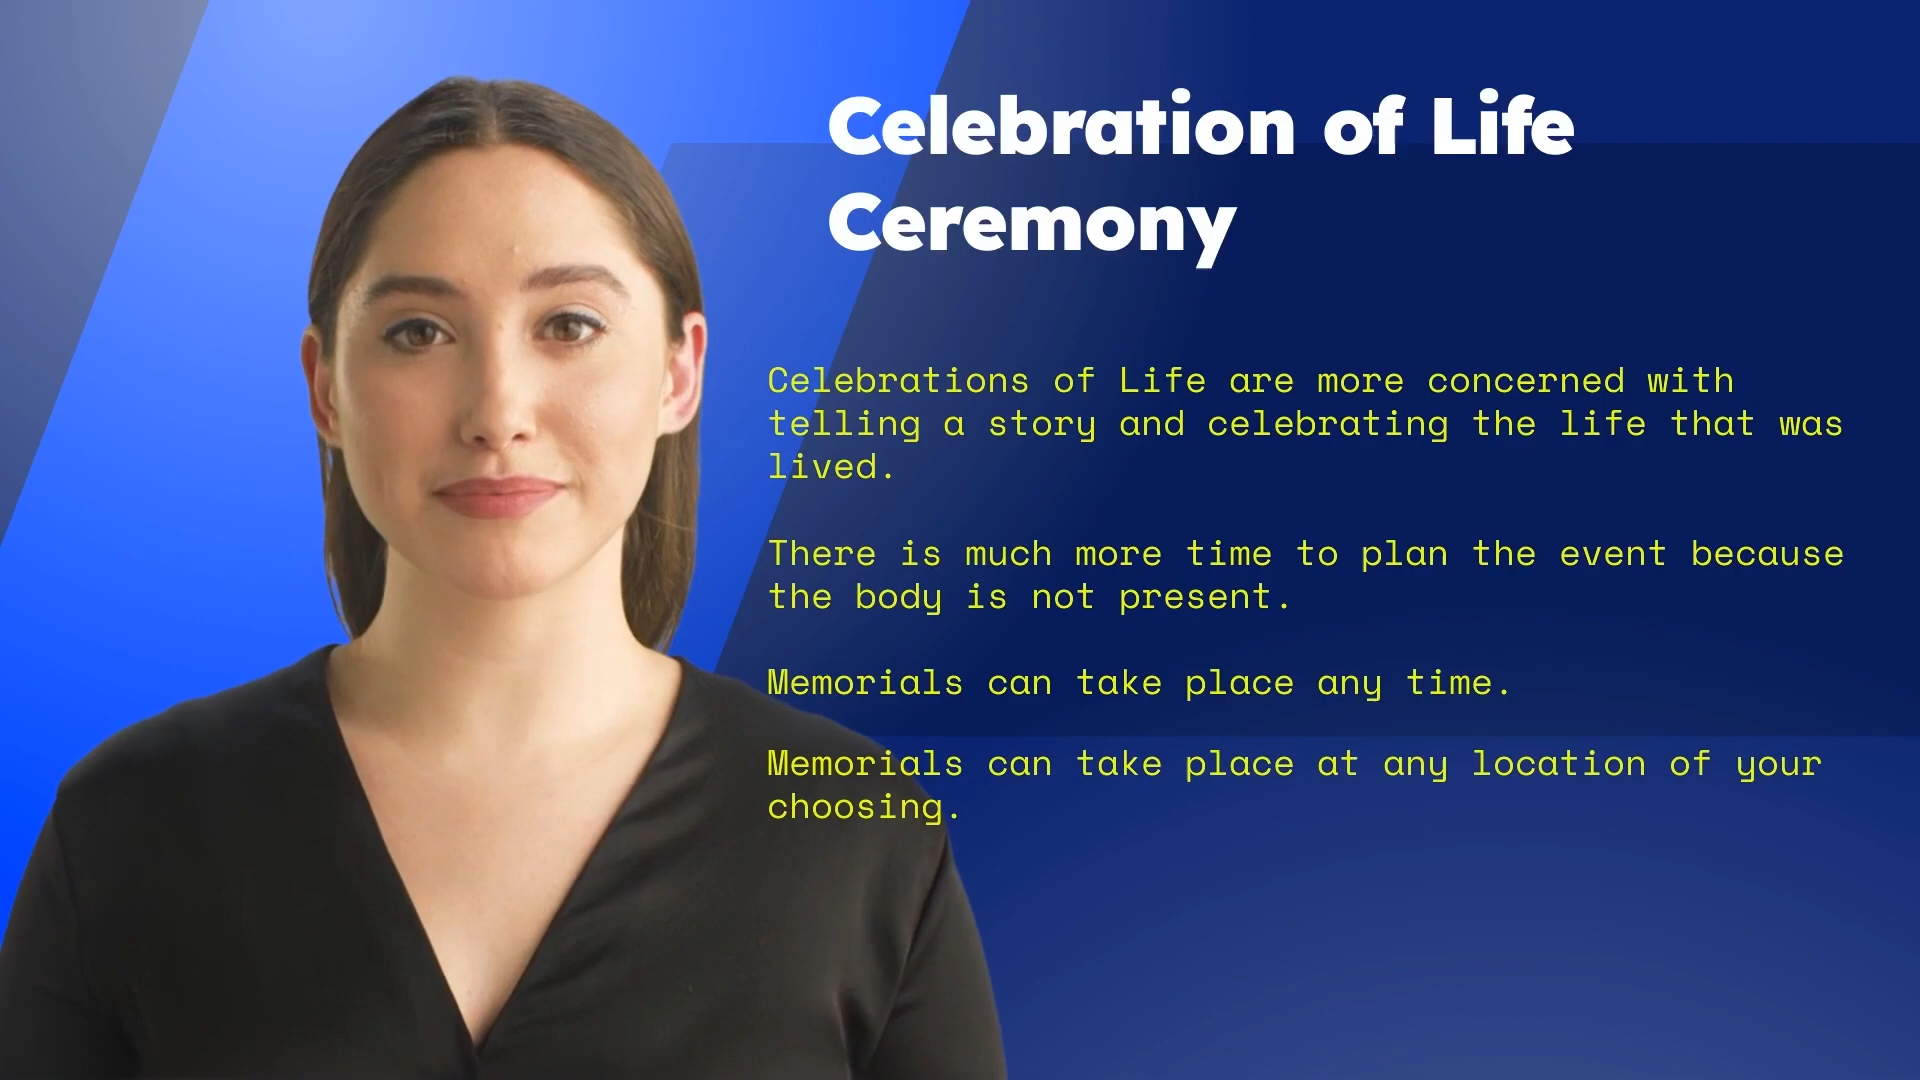 Celebration of Life
Ceremony
Celebrations of Life are more concerned with
telling a story and celebrating the life that was
lived.
There is much more time to plan the event because
the body is not present.
Memorials can take place any time.
Memorials can take place at any location of your
choosing.